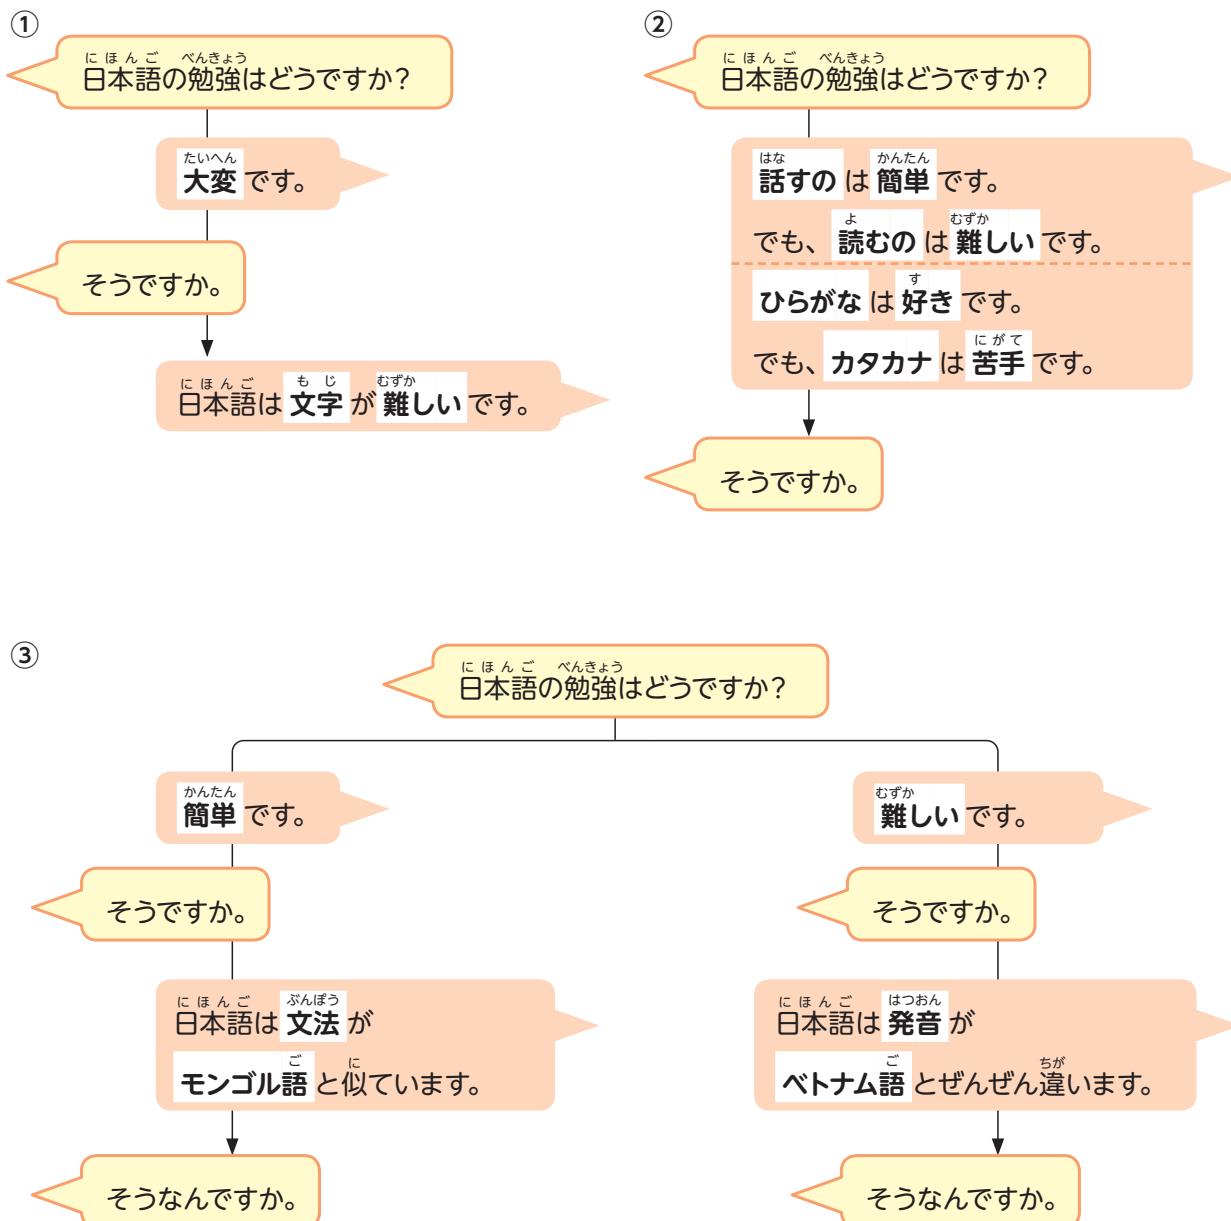 ①
にほんご べんきょう
日本語の勉強はどうですか?
たいへん
大変 です。
そうですか。
にほんご もじ むずか
日本語は 文字 が 難しい です。
②
にほんご べんきょう
日本語の勉強はどうですか?
はな かんたん
話すの は 簡単 です。
よ むずか
でも、 読むの は 難しい です。
す
ひらがな は 好き です。
にがて
でも、 カタカナ は 苦手 です。
そうですか。
③
にほんご べんきょう
日本語の勉強はどうですか?
かんたん
簡単 です。
そうですか。
にほんご ぶんぽう
日本語は 文法 が
ご に
モンゴル語 と似ています。
そうなんですか。
むずか
難しい です。
そうですか。
にほんご はつおん
日本語は 発音 が
ご ちが
ベトナム語 とぜんぜん違います。
そうなんですか。